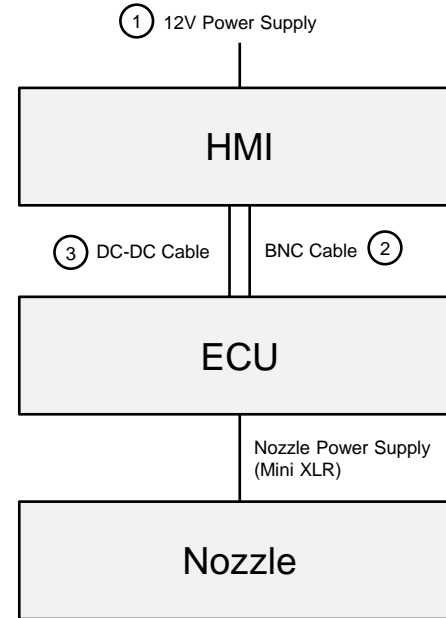 1 12V Power Supply
HMI
3 DC-DC Cable BNC Cable 2
ECU
Nozzle Power Supply
(Mini XLR)
Nozzle